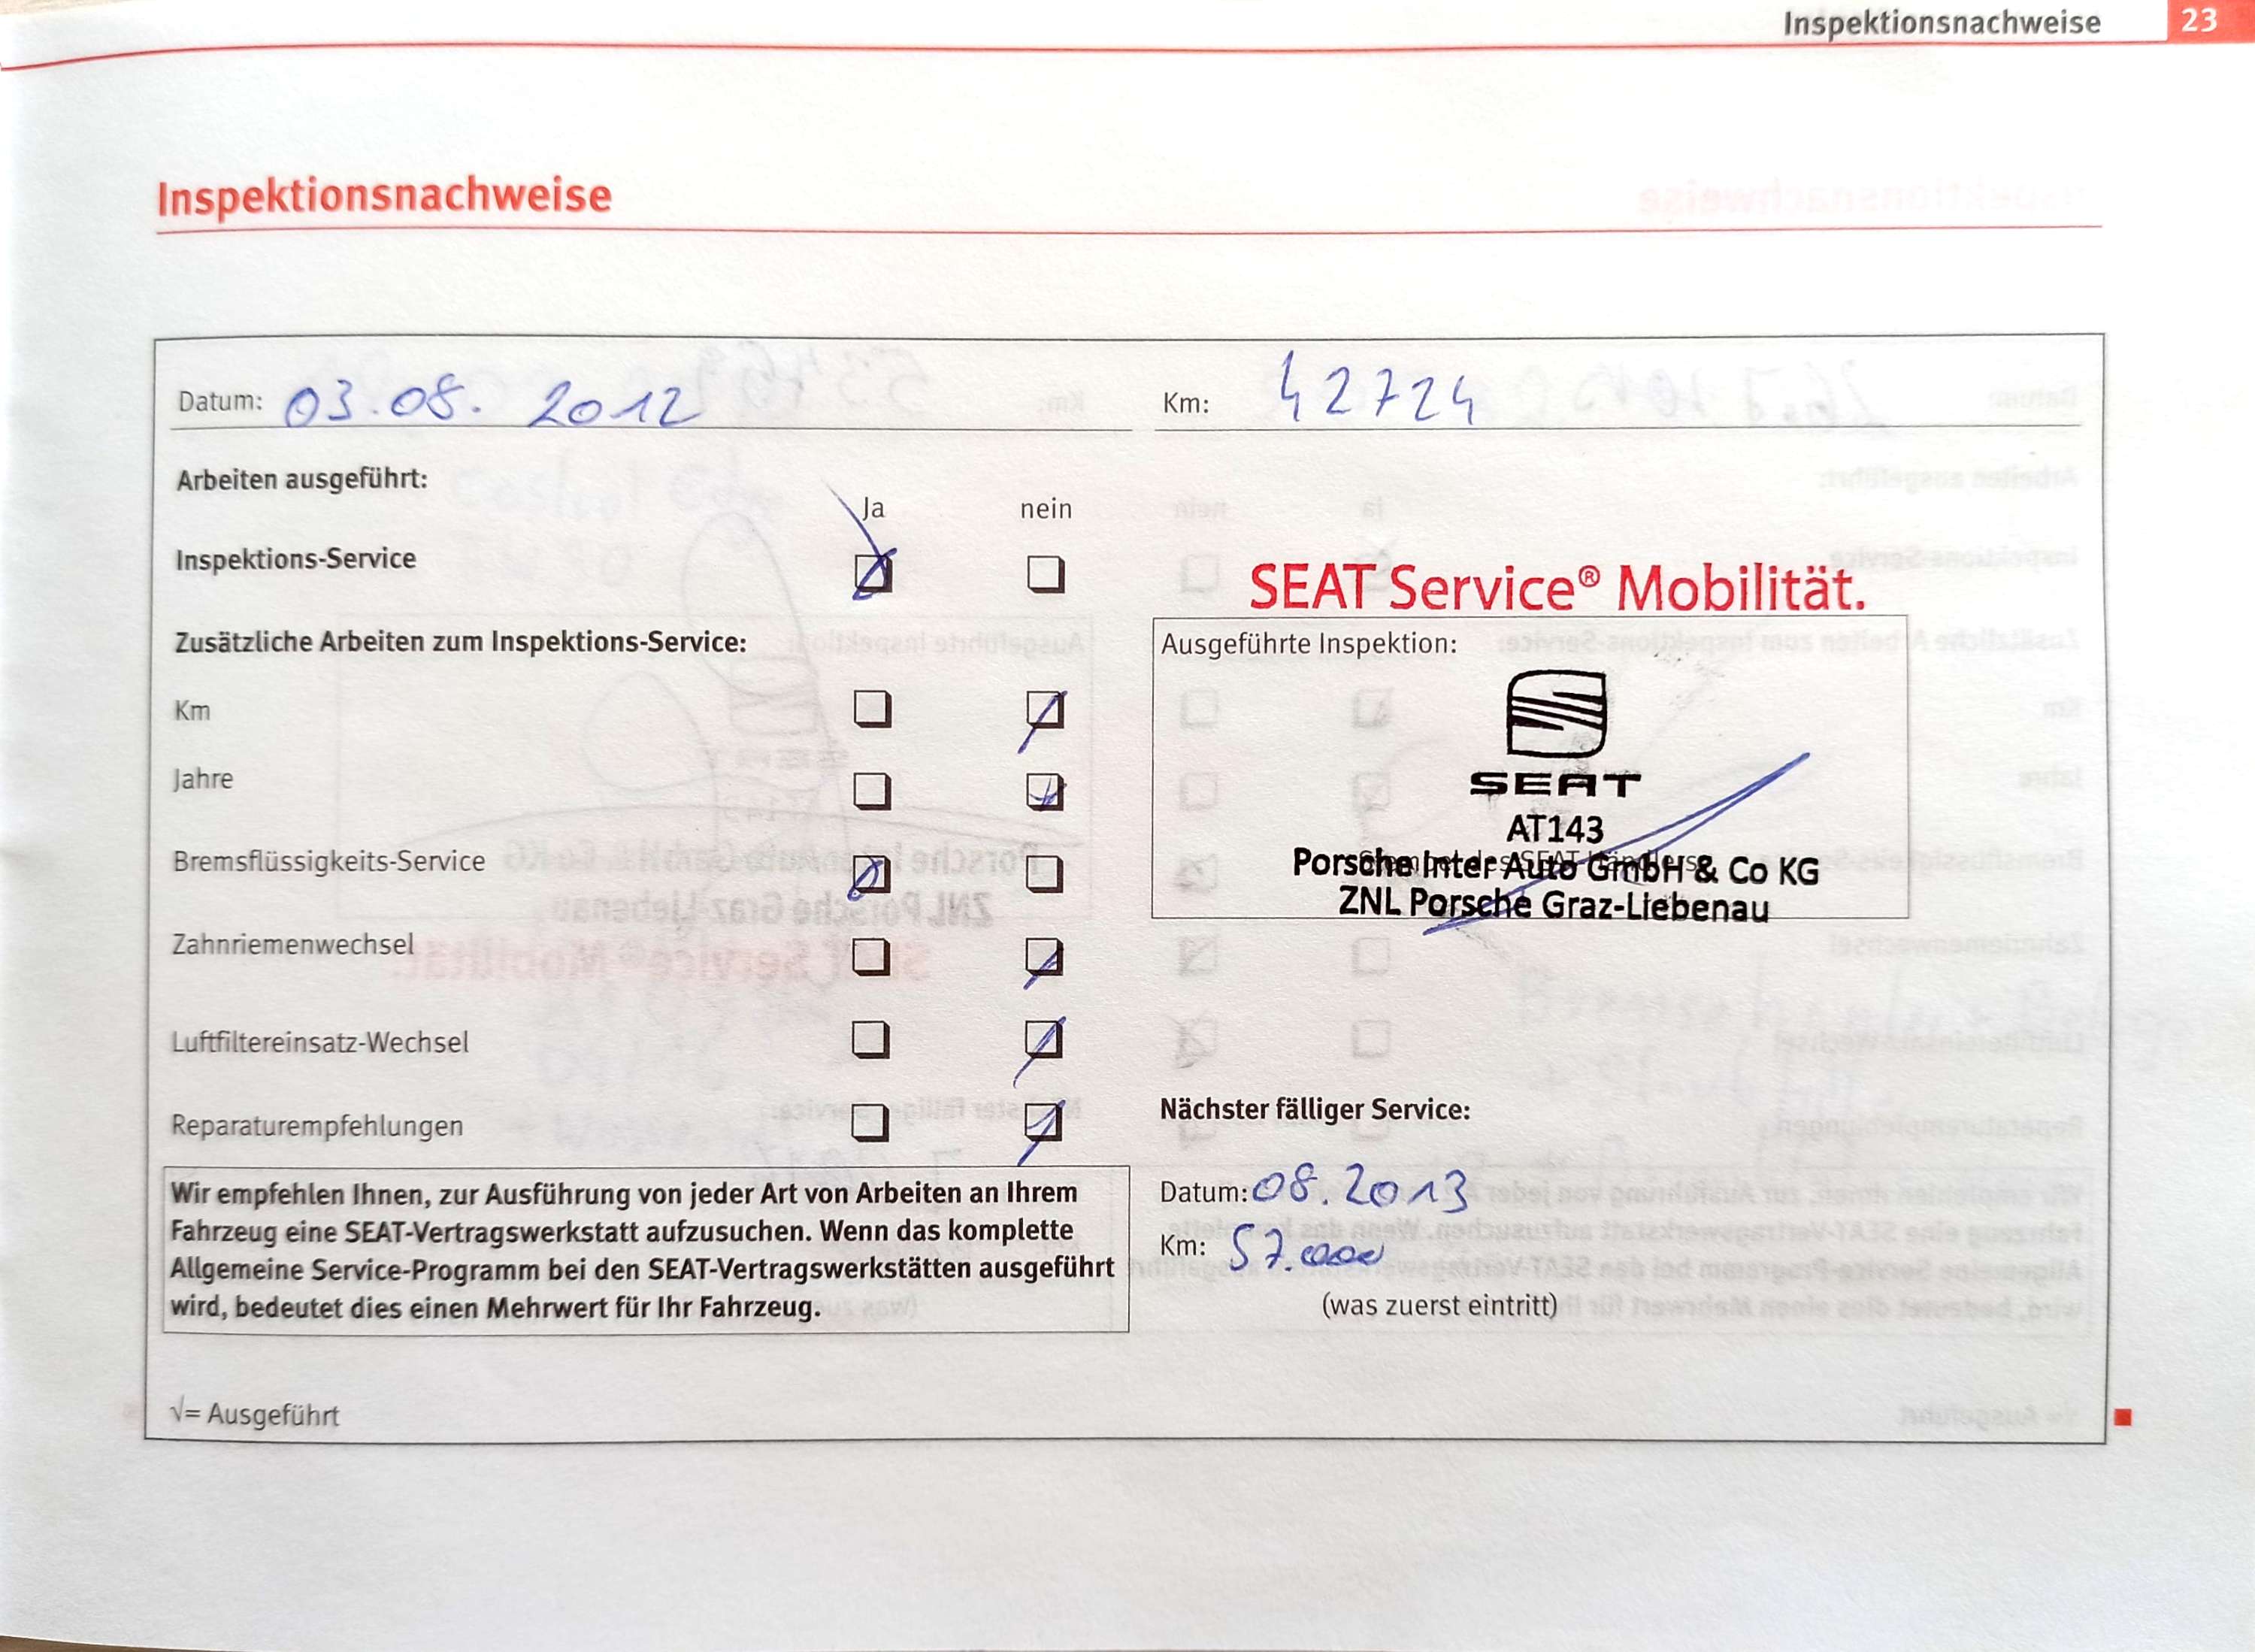 Inspektionsnachweise 23
Inspektionsnachweise
Datum: 03.08. 2012 Km: 42724
Arbeiten ausgeführt:
Ja nein
Inspektions-Service
SEAT Service® Mobilität.
Zusätzliche Arbeiten zum Inspektions-Service:
Ausgeführte Inspektion:
Km
SEAT
Jahre
AT143
Bremsflüssigkeits-Service
Porsche Inter Auto GmbH & Co KG
ZNL Porsche Graz-Liebenau
Zahnriemenwechsel
Luftfiltereinsatz-Wechsel
Reparaturempfehlungen
Wir empfehlen Ihnen, zur Ausführung von jeder Art von Arbeiten an Ihrem
Fahrzeug eine SEAT-Vertragswerkstatt aufzusuchen. Wenn das komplette
Allgemeine Service-Programm bei den SEAT-Vertragswerkstätten ausgeführt
wird, bedeutet dies einen Mehrwert für Ihr Fahrzeug.
Nächster fälliger Service:
Datum: 08.2013
Km: 57.000
(was zuerst eintritt)
√= Ausgeführt